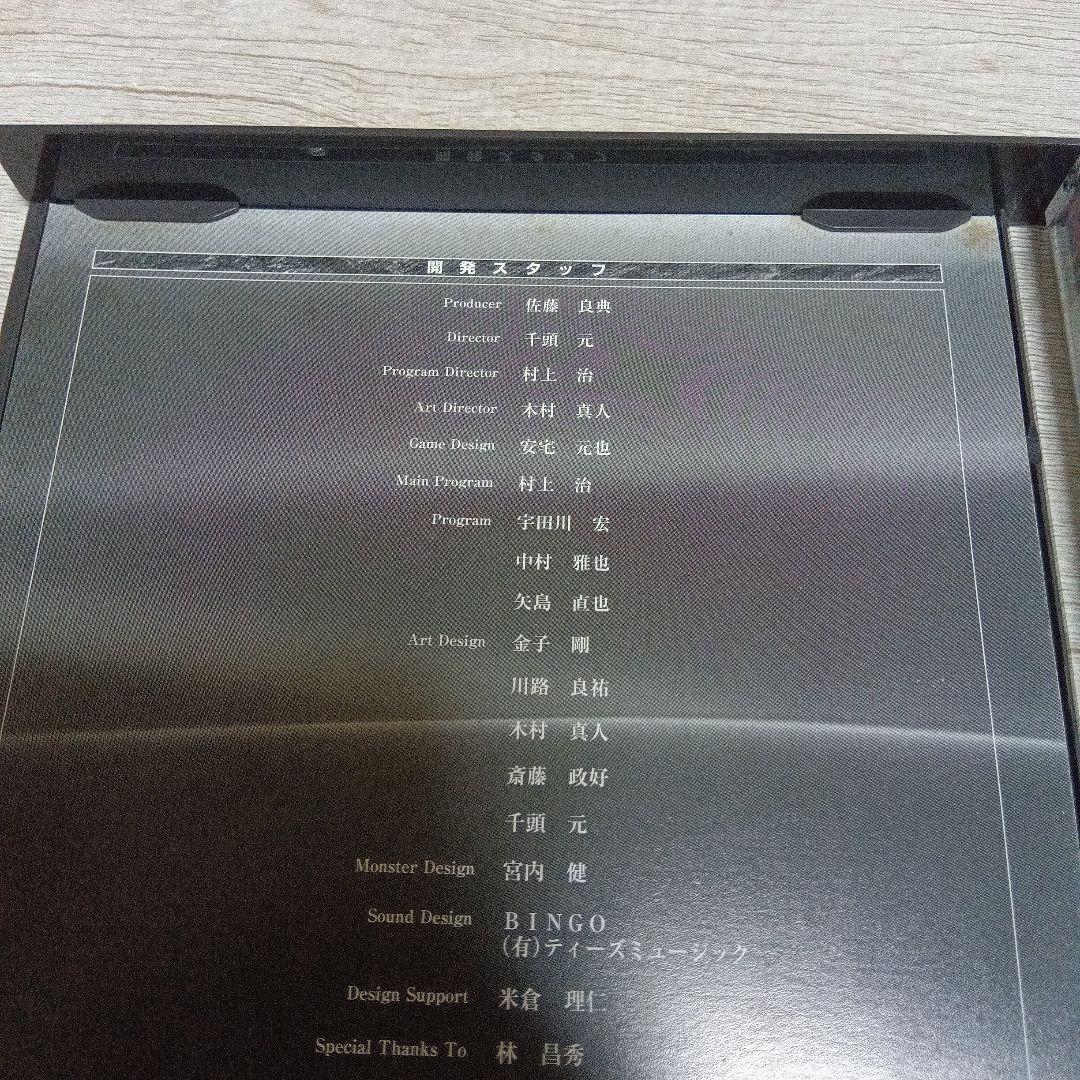 開発スタッフ
Producer 佐藤 良典
Director 千頭 元
Program Director 村上 治
Art Director 木村 真人
Game Design 安宅 元也
Main Program 村上 治
Program 宇田川 宏
中村 雅也
矢島 直也
Art Design 金子 剛
川路 良祐
木村 真人
斎藤 政好
千頭 元
Monster Design 宮内 健
Sound Design BINGO
(有)ティーズミュージック
Design Support 米倉 理仁
Special Thanks To 林 昌秀